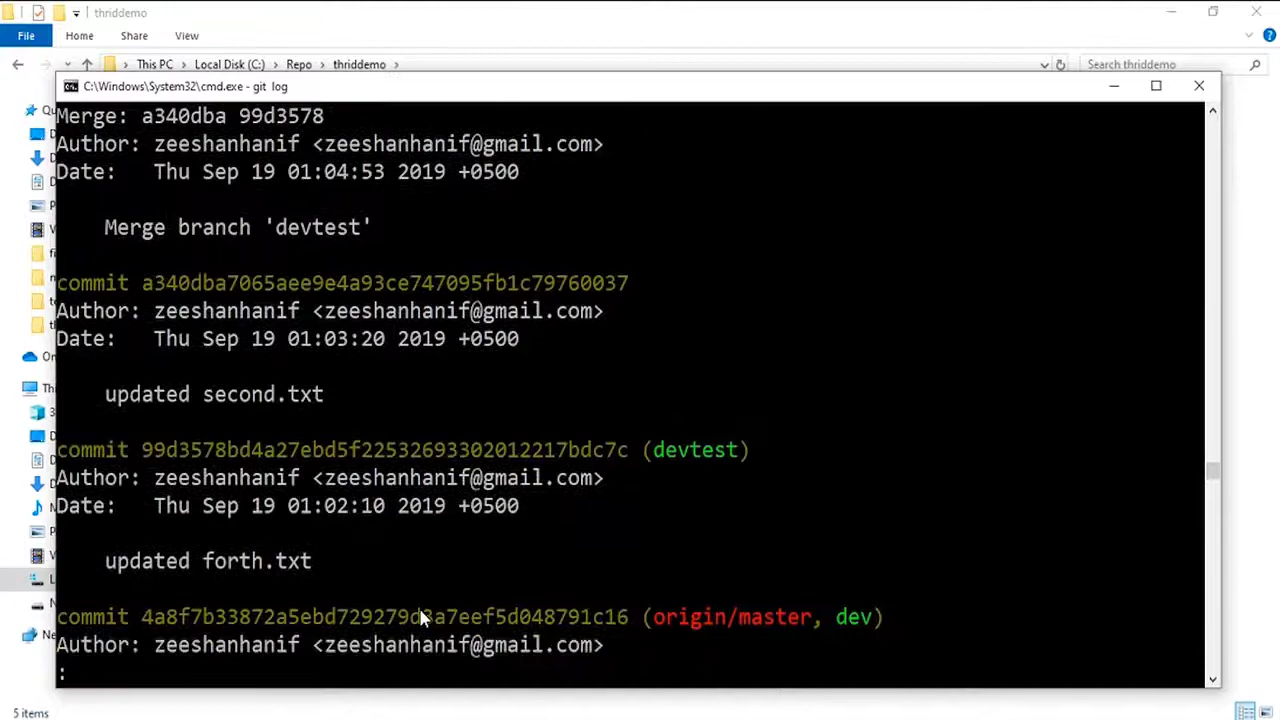 thriddemo
File Home Share View
This PC Local Disk (C:) Repo thriddemo
Search thriddemo
C:\Windows\System32\cmd.exe - git log
Merge: a340dba 99d3578
Author: zeeshanhanif <zeeshanhanif@gmail.com>
Date: Thu Sep 19 01:04:53 2019 +0500
Merge branch 'devtest'
commit a340dba7065aee9e4a93ce747095fb1c79760037
Author: zeeshanhanif <zeeshanhanif@gmail.com>
Date: Thu Sep 19 01:03:20 2019 +0500
updated second.txt
commit 99d3578bd4a27ebd5f22532693302012217bdc7c (devtest)
Author: zeeshanhanif <zeeshanhanif@gmail.com>
Date: Thu Sep 19 01:02:10 2019 +0500
updated forth.txt
commit 4a8f7b33872a5ebd729279d3a7eef5d048791c16 (origin/master, dev)
Author: zeeshanhanif <zeeshanhanif@gmail.com>
:
5 items